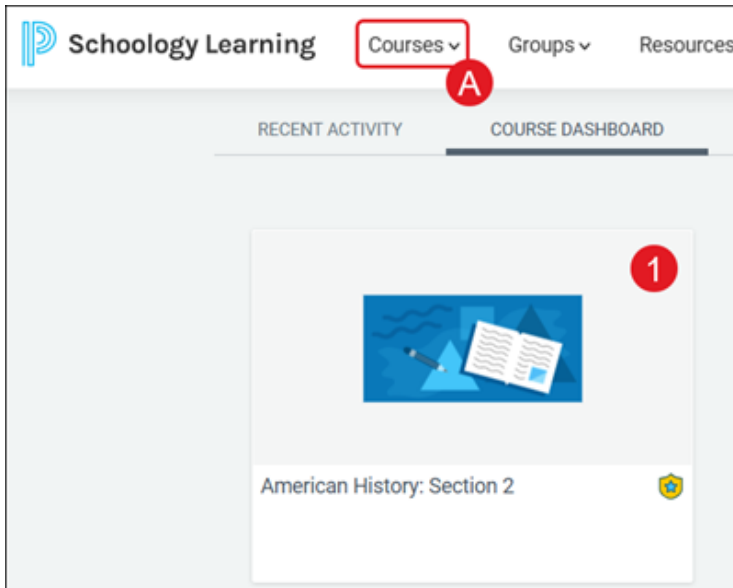 Schoology Learning Courses Groups Resources
A
RECENT ACTIVITY COURSE DASHBOARD
1
American History: Section 2